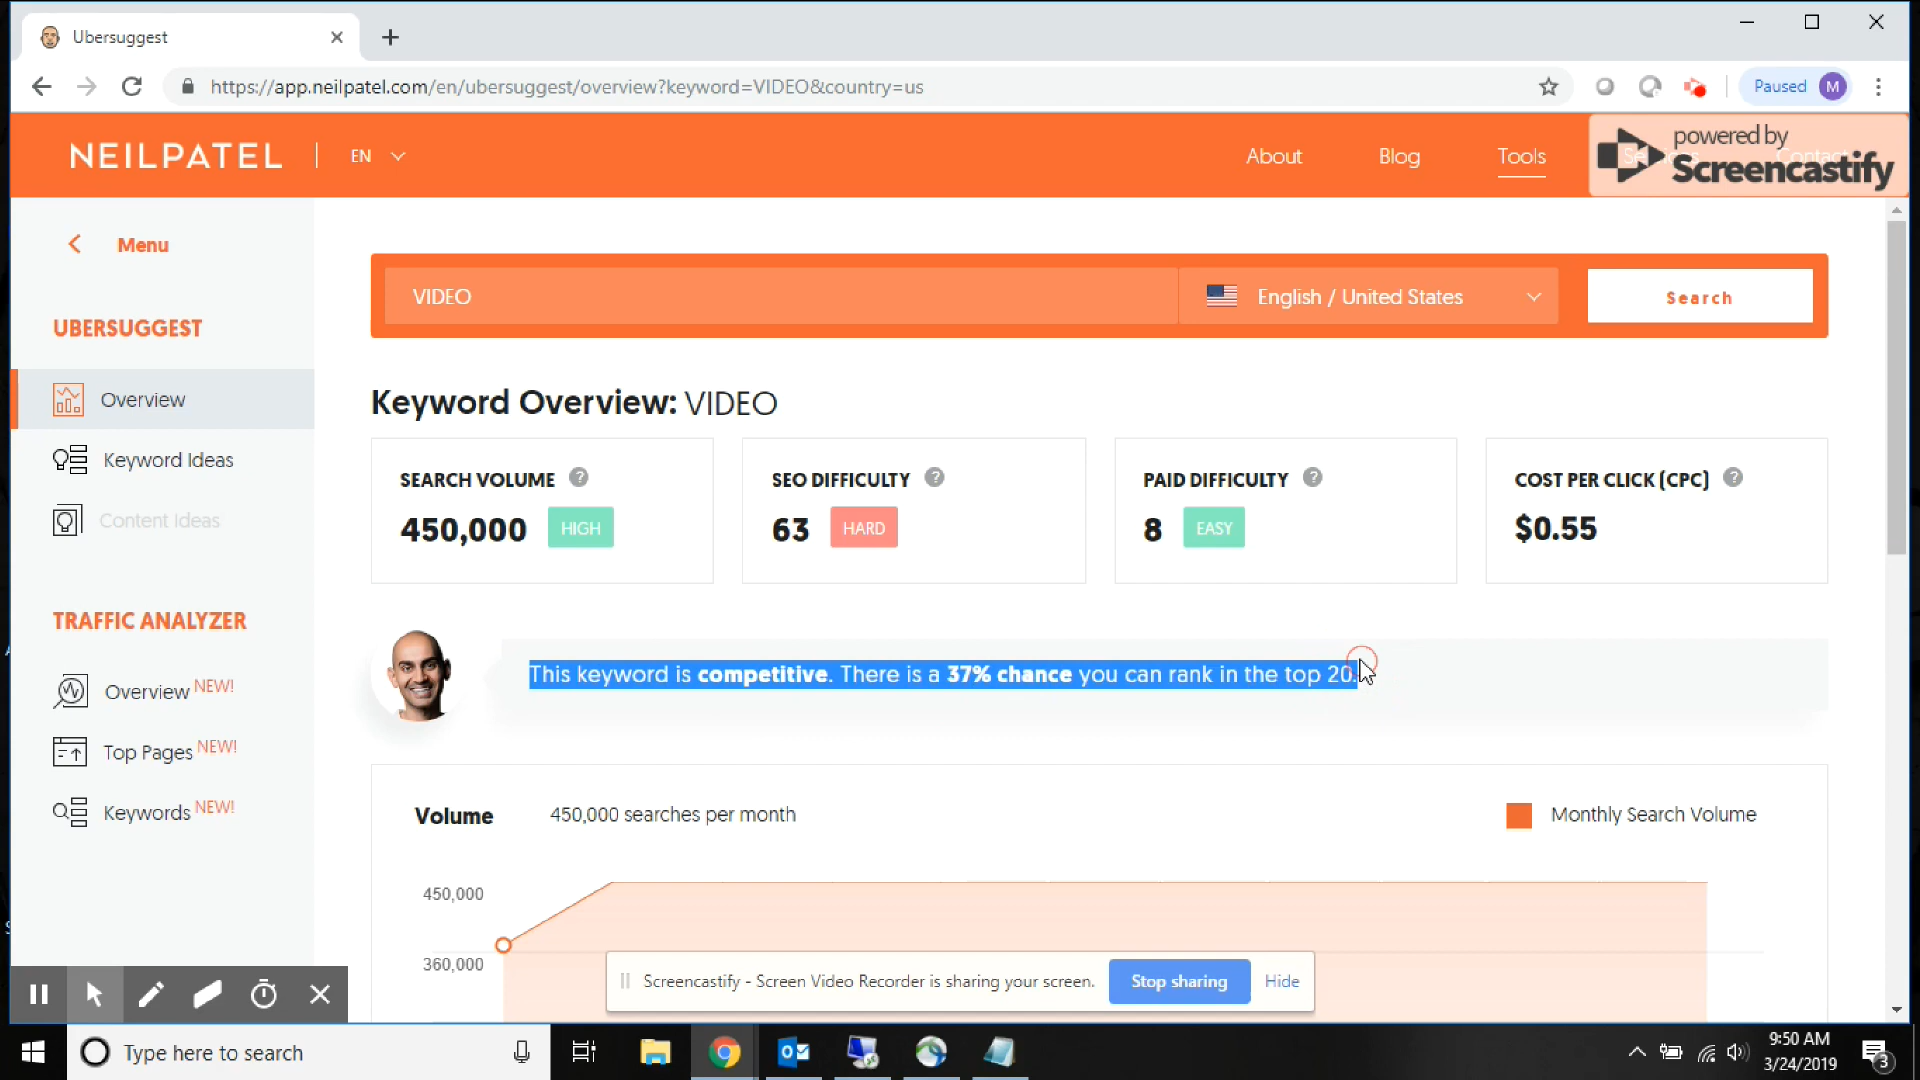 Ubersuggest
https://app.neilpatel.com/en/ubersuggest/overview?keyword=VIDEO&country=us
Paused M
NEILPATEL EN About Blog Tools
powered by
Screencastify
Menu
VIDEO English / United States Search
UBERSUGGEST
Overview
Keyword Ideas
Content Ideas
Keyword Overview: VIDEO
SEARCH VOLUME ?
450,000 HIGH
SEO DIFFICULTY ?
63 HARD
PAID DIFFICULTY ?
8 EASY
COST PER CLICK (CPC) ?
$0.55
TRAFFIC ANALYZER
Overview NEW!
Top Pages NEW!
Keywords NEW!
This keyword is competitive. There is a 37% chance you can rank in the top 20.
Volume 450,000 searches per month Monthly Search Volume
450,000
360,000
Screencastify - Screen Video Recorder is sharing your screen. Stop sharing Hide
Type here to search
9:50 AM
3/24/2019
3